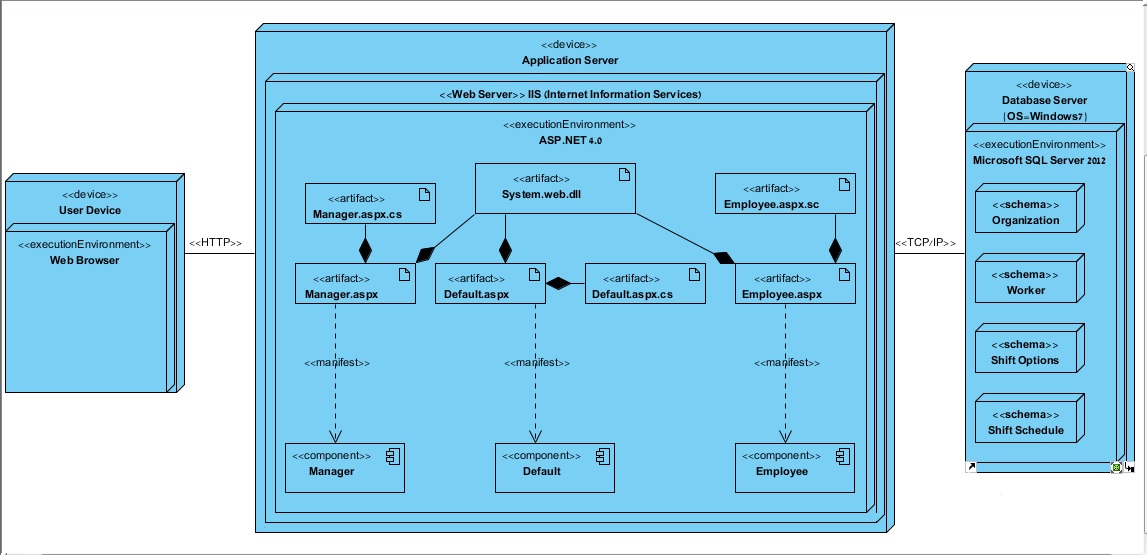 <<device>>
User Device
<<executionEnvironment>>
Web Browser
<<HTTP>>
<<device>>
Application Server
<<Web Server>> IIS (Internet Information Services)
<<executionEnvironment>>
ASP.NET 4.0
<<artifact>>
Manager.aspx.cs
<<artifact>>
System.web.dll
<<artifact>>
Employee.aspx.sc
<<artifact>>
Manager.aspx
<<artifact>>
Default.aspx
<<artifact>>
Default.aspx.cs
<<artifact>>
Employee.aspx
<<manifest>>
<<manifest>>
<<manifest>>
<<component>>
Manager
<<component>>
Default
<<component>>
Employee
<<TCP/IP>>
<<device>>
Database Server
{OS=Windows7}
<<executionEnvironment>>
Microsoft SQL Server 2012
<<schema>>
Organization
<<schema>>
Worker
<<schema>>
Shift Options
<<schema>>
Shift Schedule